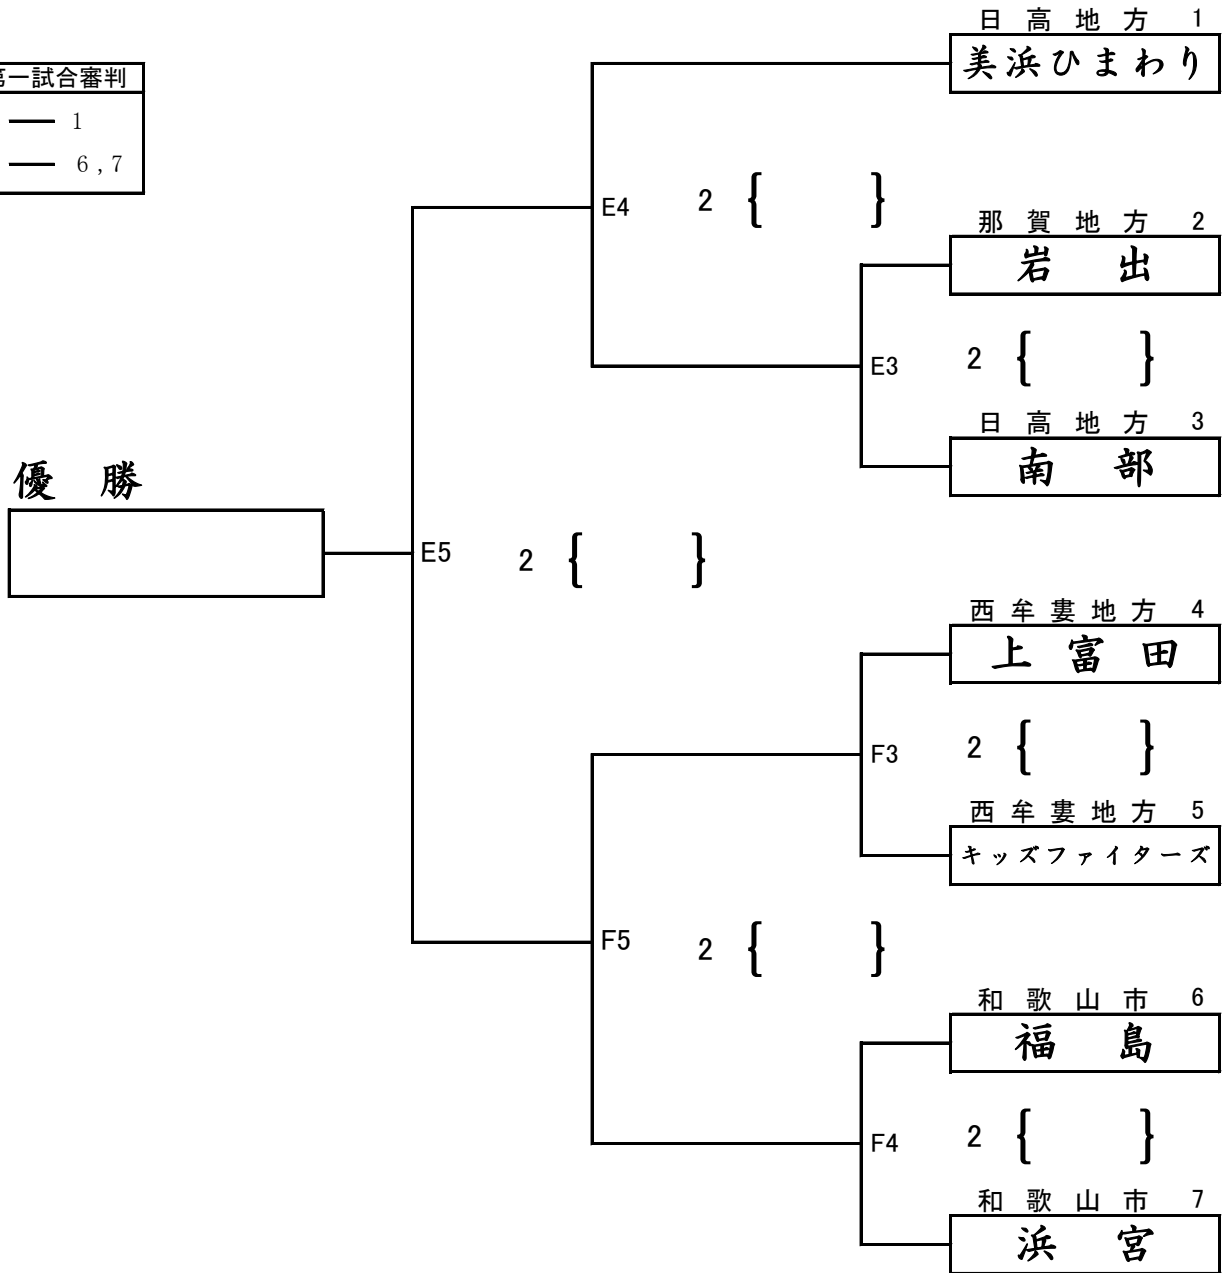 日高地方 1
美浜ひまわり
第一試合審判
1
6,7
E4 2 { }
那賀地方 2
岩出
E3 2 { }
日高地方 3
南部
優勝
E5 2 { }
西牟婁地方 4
上富田
F3 2 { }
西牟婁地方 5
キッズファイターズ
F5 2 { }
和歌山市 6
福島
F4 2 { }
和歌山市 7
浜宮